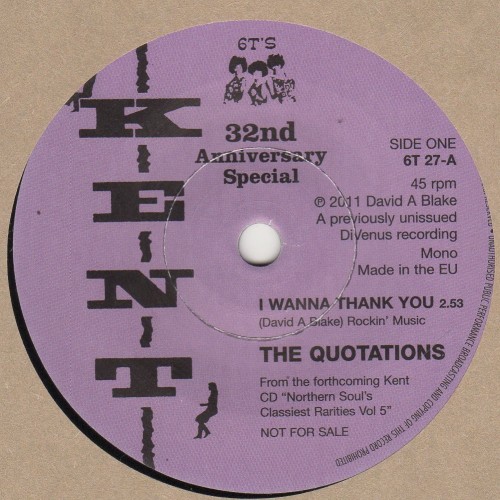 6T'S
KENT
32nd
Anniversary
Special
SIDE ONE
6T 27-A
45 rpm
℗ 2011 David A Blake
A previously unissued
DiVenus recording
Mono
Made in the EU
I WANNA THANK YOU 2.53
(David A Blake) Rockin' Music
THE QUOTATIONS
From the forthcoming Kent
CD "Northern Soul's
Classiest Rarities Vol 5"
NOT FOR SALE
UNAUTHORISED PUBLIC PERFORMANCE BROADCASTING AND COPYING OF THIS RECORD PROHIBITED